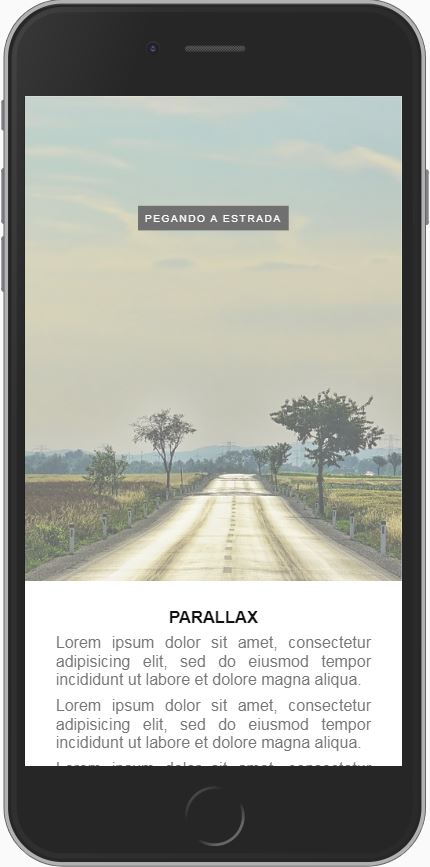 PEGANDO A ESTRADA
PARALLAX
Lorem ipsum dolor sit amet, consectetur
adipisicing elit, sed do eiusmod tempor
incididunt ut labore et dolore magna aliqua.
Lorem ipsum dolor sit amet, consectetur
adipisicing elit, sed do eiusmod tempor
incididunt ut labore et dolore magna aliqua.